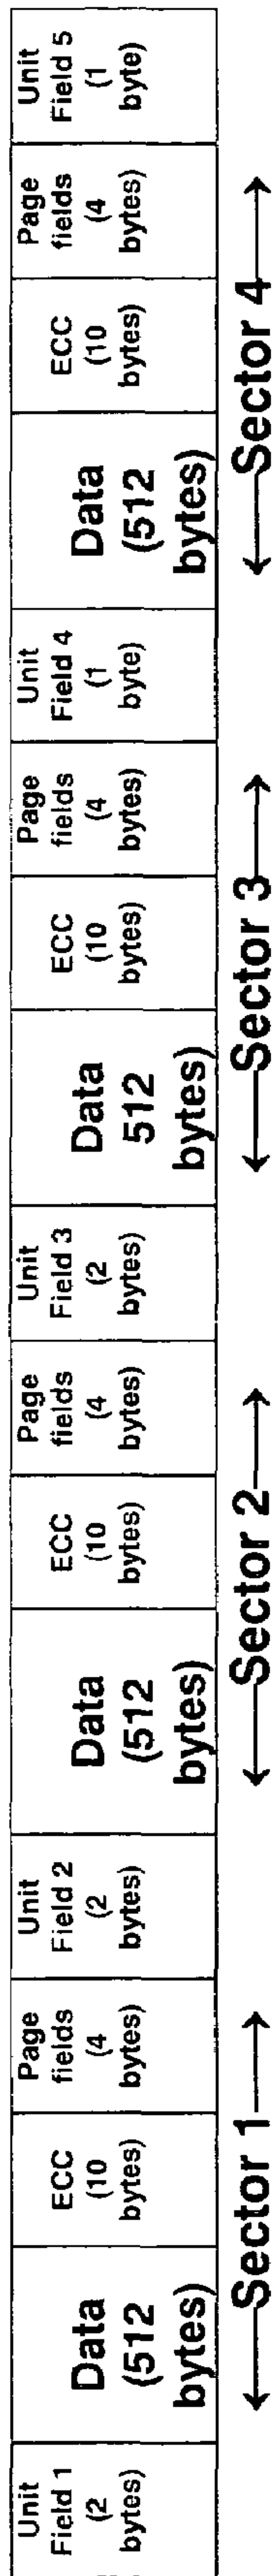 Unit
Field 1
(2
bytes)
Data
(512
bytes)
ECC
(10
bytes)
Page
fields
(4
bytes)
Unit
Field 2
(2
bytes)
Data
(512
bytes)
ECC
(10
bytes)
Page
fields
(4
bytes)
Unit
Field 3
(2
bytes)
Data
512
bytes)
ECC
(10
bytes)
Page
fields
(4
bytes)
Unit
Field 4
(1
byte)
Data
(512
bytes)
ECC
(10
bytes)
Page
fields
(4
bytes)
Unit
Field 5
(1
byte)
Sector 1
Sector 2
Sector 3
Sector 4